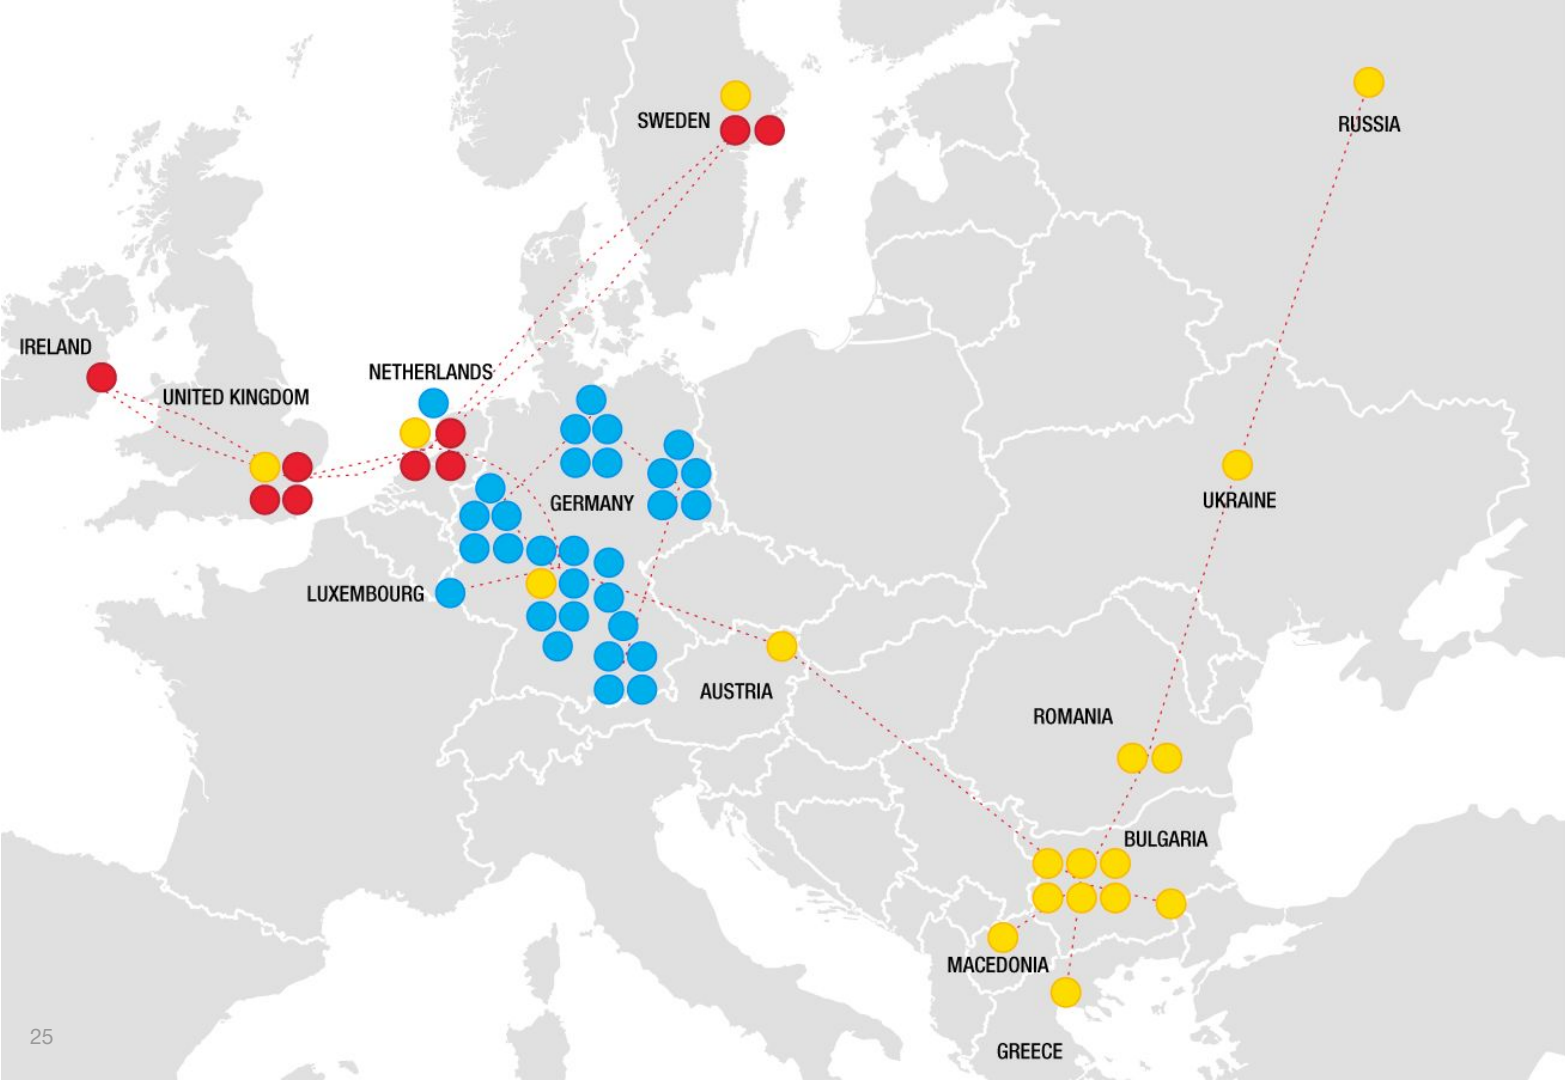 SWEDEN
RUSSIA
IRELAND
NETHERLANDS
UNITED KINGDOM
UKRAINE
GERMANY
LUXEMBOURG
AUSTRIA
ROMANIA
BULGARIA
MACEDONIA
25
GREECE